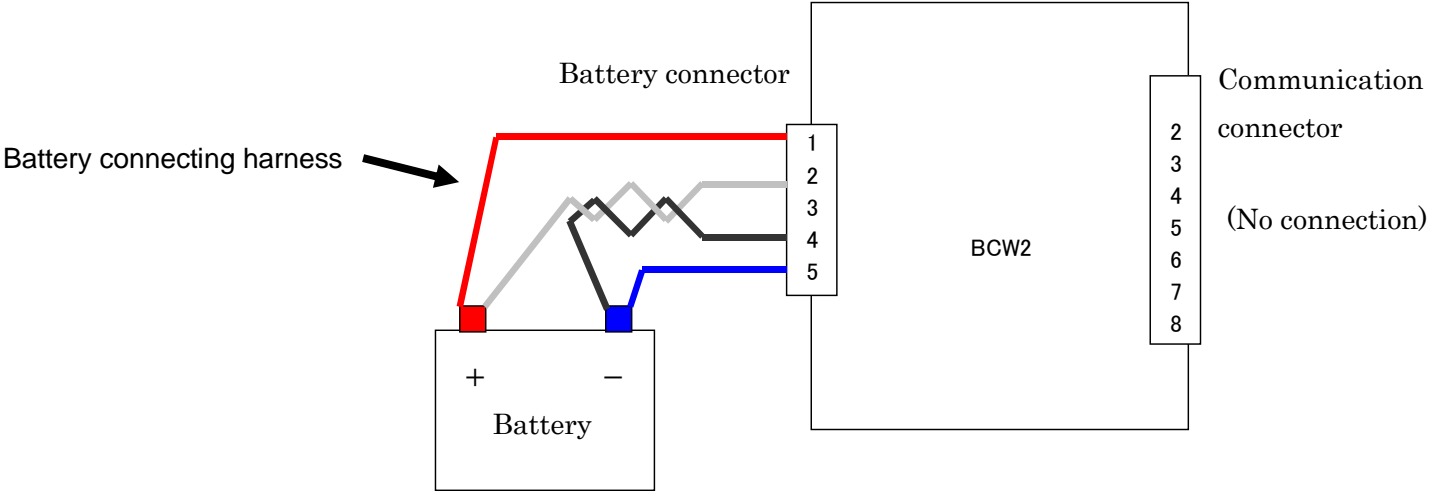 Battery connector
Communication
connector
(No connection)
Battery connecting harness
1
2
3
4
5
BCW2
2
3
4
5
6
7
8
+ −
Battery